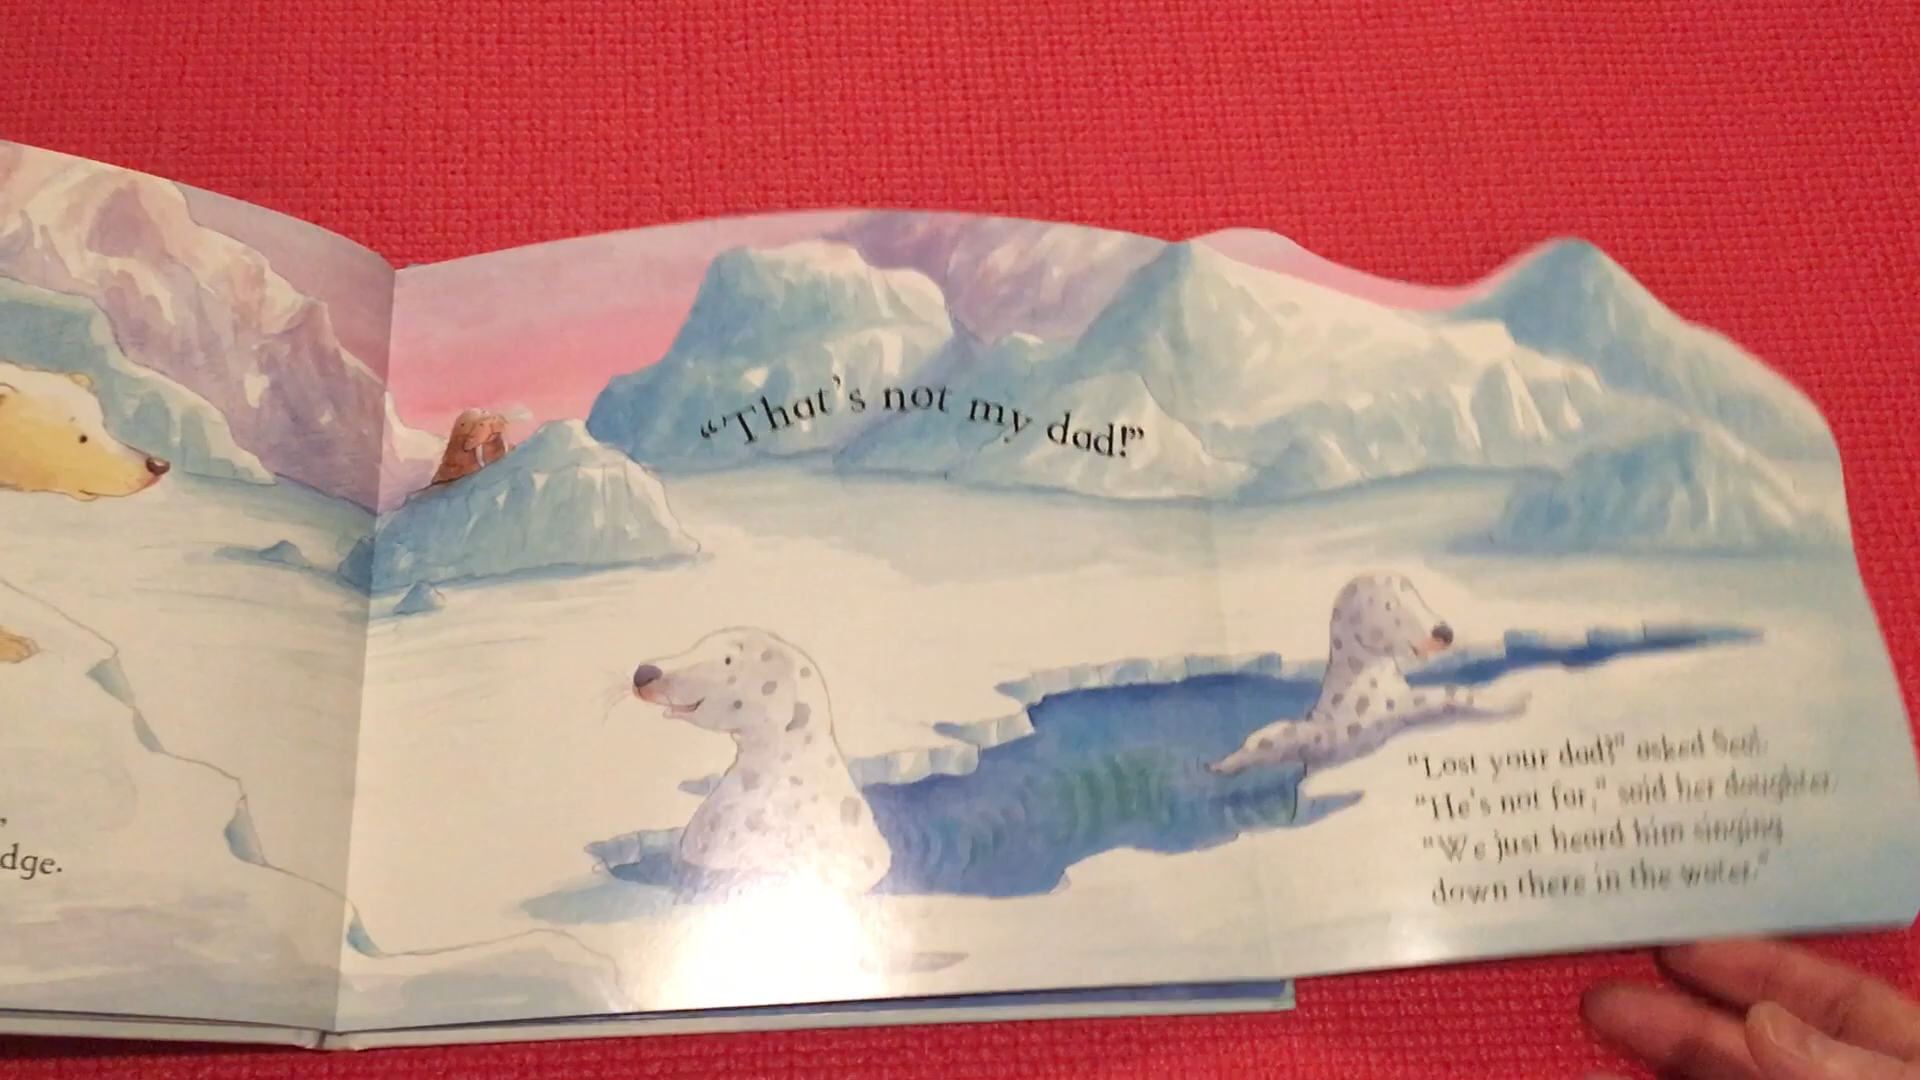 ,
dge.
“That's not my dad!”
“Lost your dad?” asked Seal.
“He's not far,” said her daughter.
“We just heard him singing
down there in the water.”